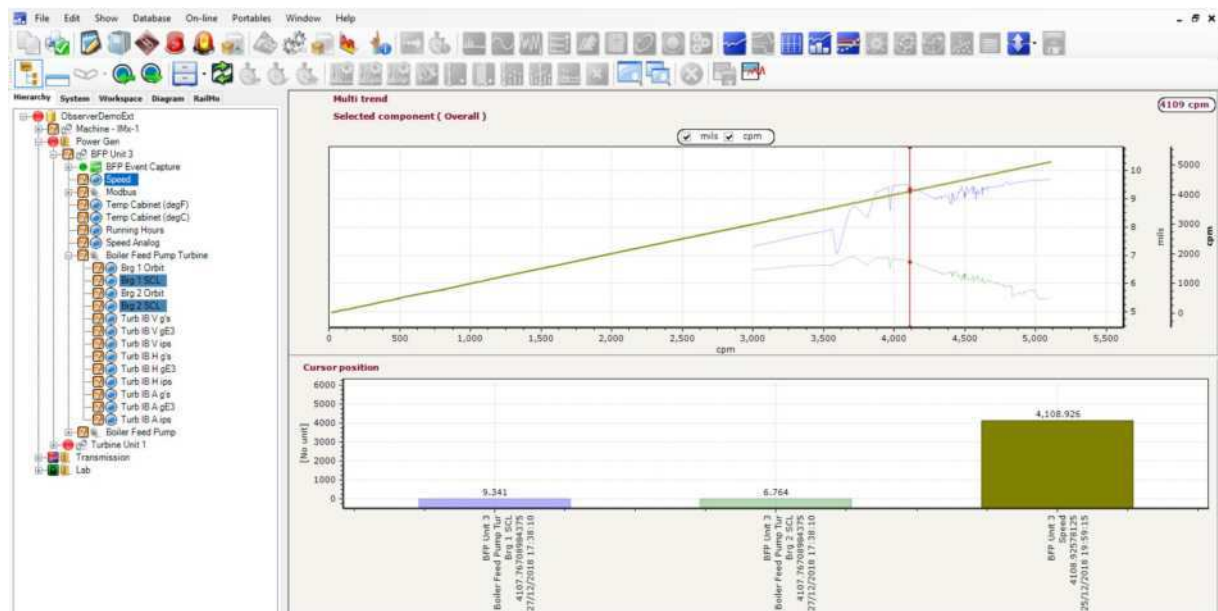 File Edit Show Database On-line Portables Window Help
Hierarchy System Workspace Diagram RailMo
ObserverDemoExt
Machine - IMx-1
Power Gen
BFP Unit 3
BFP Event Capture
Speed
Modbus
Temp Cabinet (degF)
Temp Cabinet (degC)
Running Hours
Speed Analog
Boiler Feed Pump Turbine
Brg 1 Orbit
Brg 1 SCL
Brg 2 Orbit
Brg 2 SCL
Turb IB V g's
Turb IB V gE3
Turb IB V ips
Turb IB H g's
Turb IB H gE3
Turb IB H ips
Turb IB A g's
Turb IB A gE3
Turb IB A ips
Boiler Feed Pump
Turbine Unit 1
Transmission
Lab
Multi trend
4109 cpm
Selected component ( Overall )
mils cpm
10
9
8
7
6
5
mils
5000
4000
3000
2000
1000
0
cpm
0 500 1,000 1,500 2,000 2,500 3,000 3,500 4,000 4,500 5,000 5,500
cpm
Cursor position
6000
5000
4000
3000
2000
1000
0
[No unit]
9.341
6.764
4,108.926
BFP Unit 3
Boiler Feed Pump Tur
Brg 1 SCL
4107.76708984375
27/12/2018 17:38:10
BFP Unit 3
Boiler Feed Pump Tur
Brg 2 SCL
4107.76708984375
27/12/2018 17:38:10
BFP Unit 3
Speed
4108.92578125
25/12/2018 19:59:15